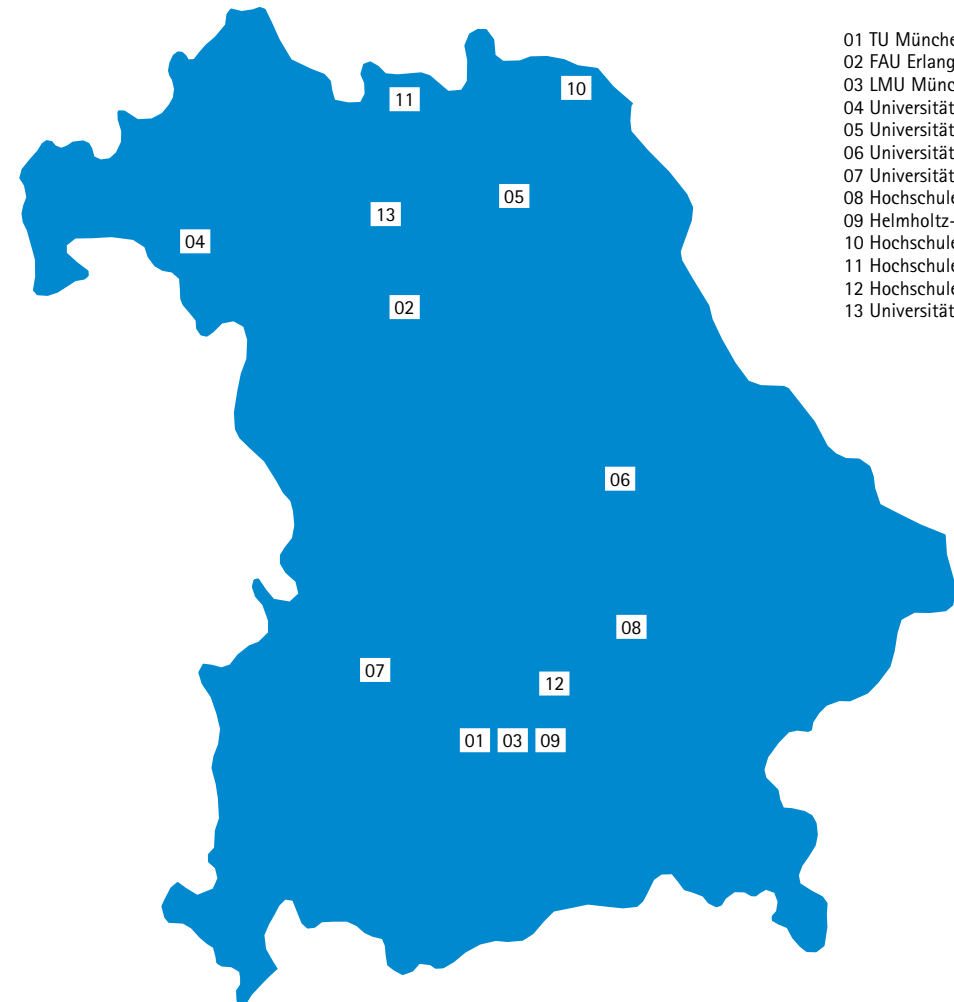 01 TU Münche
02 FAU Erlang
03 LMU Münc
04 Universität
05 Universität
06 Universität
07 Universität
08 Hochschule
09 Helmholtz-
10 Hochschule
11 Hochschule
12 Hochschule
13 Universität
10
11
05
13
04
02
06
08
07
12
01 03 09